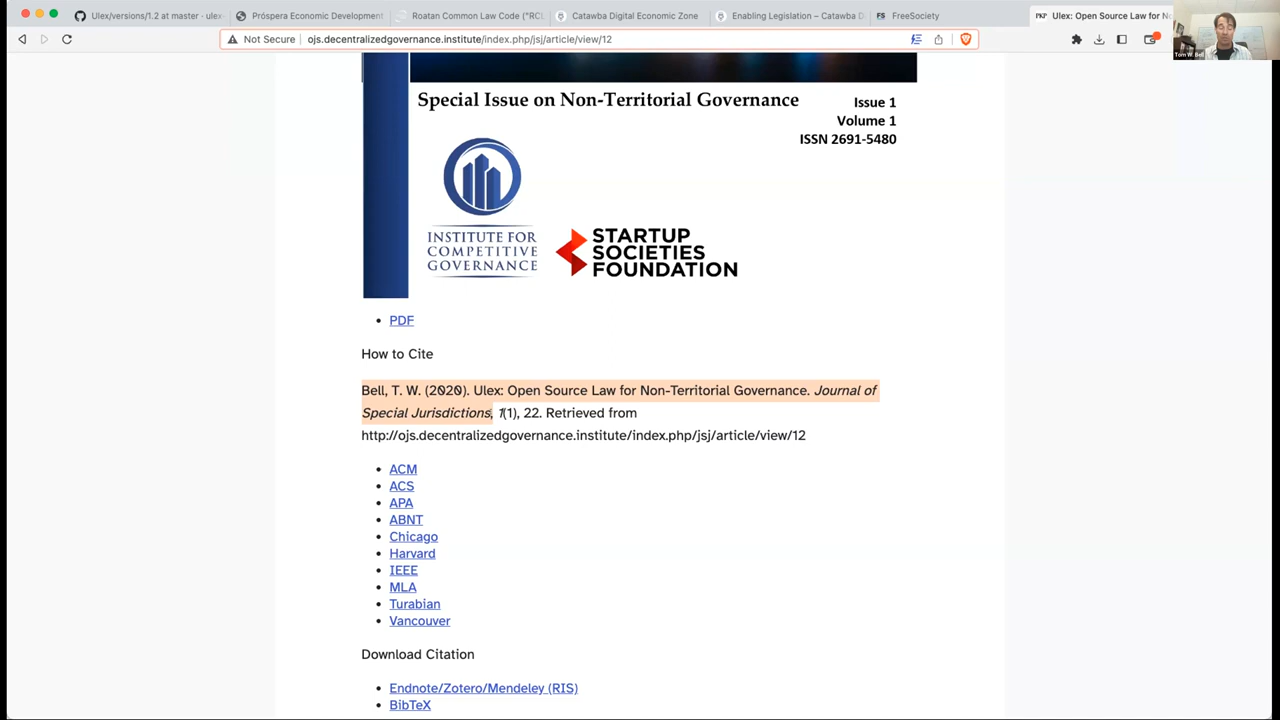 Ulex/versions/1.2 at master · ulex-
Próspera Economic Development
Roatan Common Law Code ("RCL
Catawba Digital Economic Zone
Enabling Legislation – Catawba D
FreeSociety
PKP Ulex: Open Source Law for No
Not Secure ojs.decentralizedgovernance.institute/index.php/jsj/article/view/12
Tom W. Bell
Special Issue on Non-Territorial Governance
Issue 1
Volume 1
ISSN 2691-5480
INSTITUTE FOR
COMPETITIVE
GOVERNANCE
STARTUP
SOCIETIES
FOUNDATION
PDF
How to Cite
Bell, T. W. (2020). Ulex: Open Source Law for Non-Territorial Governance. Journal of
Special Jurisdictions, 1(1), 22. Retrieved from
http://ojs.decentralizedgovernance.institute/index.php/jsj/article/view/12
ACM
ACS
APA
ABNT
Chicago
Harvard
IEEE
MLA
Turabian
Vancouver
Download Citation
Endnote/Zotero/Mendeley (RIS)
BibTeX